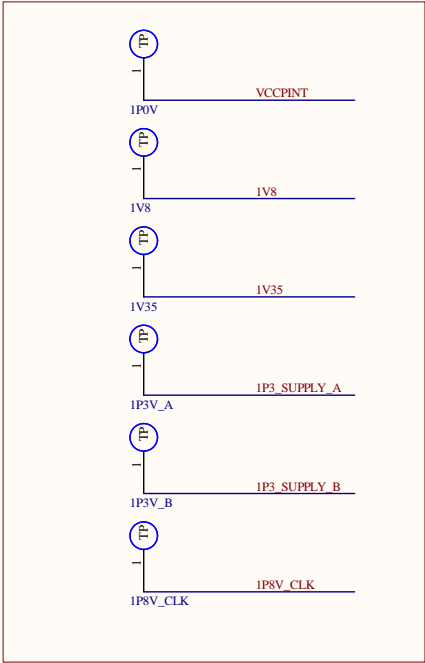 TP
1
VCCPINT
1P0V
TP
1
1V8
1V8
TP
1
1V35
1V35
TP
1
1P3_SUPPLY_A
1P3V_A
TP
1
1P3_SUPPLY_B
1P3V_B
TP
1
1P8V_CLK
1P8V_CLK